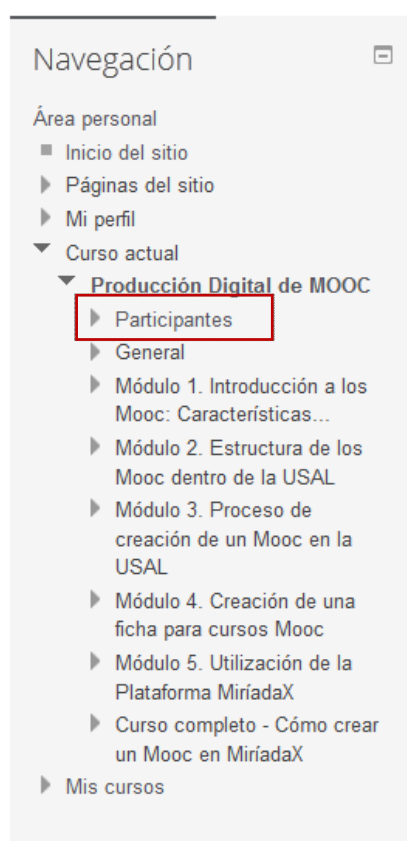 Navegación
Área personal
Inicio del sitio
Páginas del sitio
Mi perfil
Curso actual
Producción Digital de MOOC
Participantes
General
Módulo 1. Introducción a los
Mooc: Características...
Módulo 2. Estructura de los
Mooc dentro de la USAL
Módulo 3. Proceso de
creación de un Mooc en la
USAL
Módulo 4. Creación de una
ficha para cursos Mooc
Módulo 5. Utilización de la
Plataforma MiríadaX
Curso completo - Cómo crear
un Mooc en MiríadaX
Mis cursos